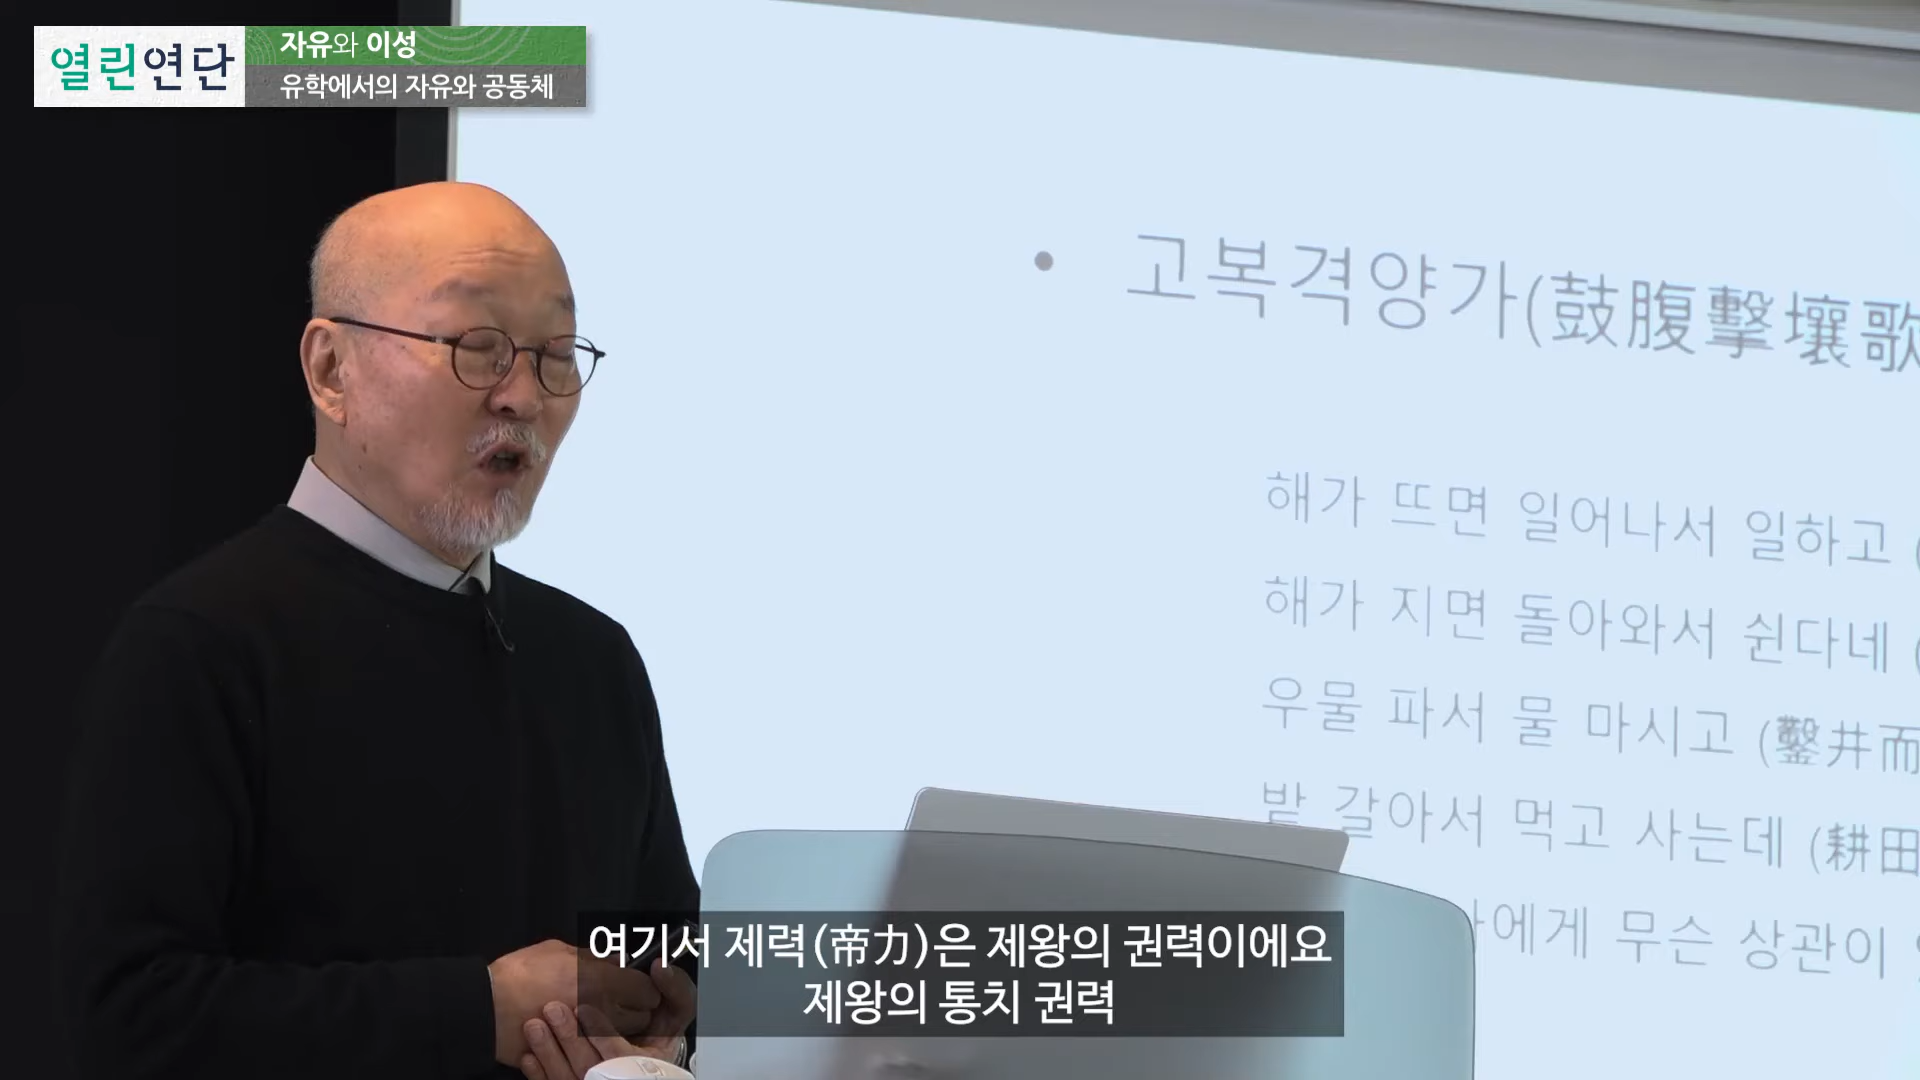 열린연단
자유와 이성
유학에서의 자유와 공동체
• 고복격양가(鼓腹擊壤歌
해가 뜨면 일어나서 일하고 (
해가 지면 돌아와서 쉰다네 (
우물 파서 물 마시고 (鑿井而
밭 갈아서 먹고 사는데 (耕田
에게 무슨 상관이
여기서 제력(帝力)은 제왕의 권력이에요
제왕의 통치 권력